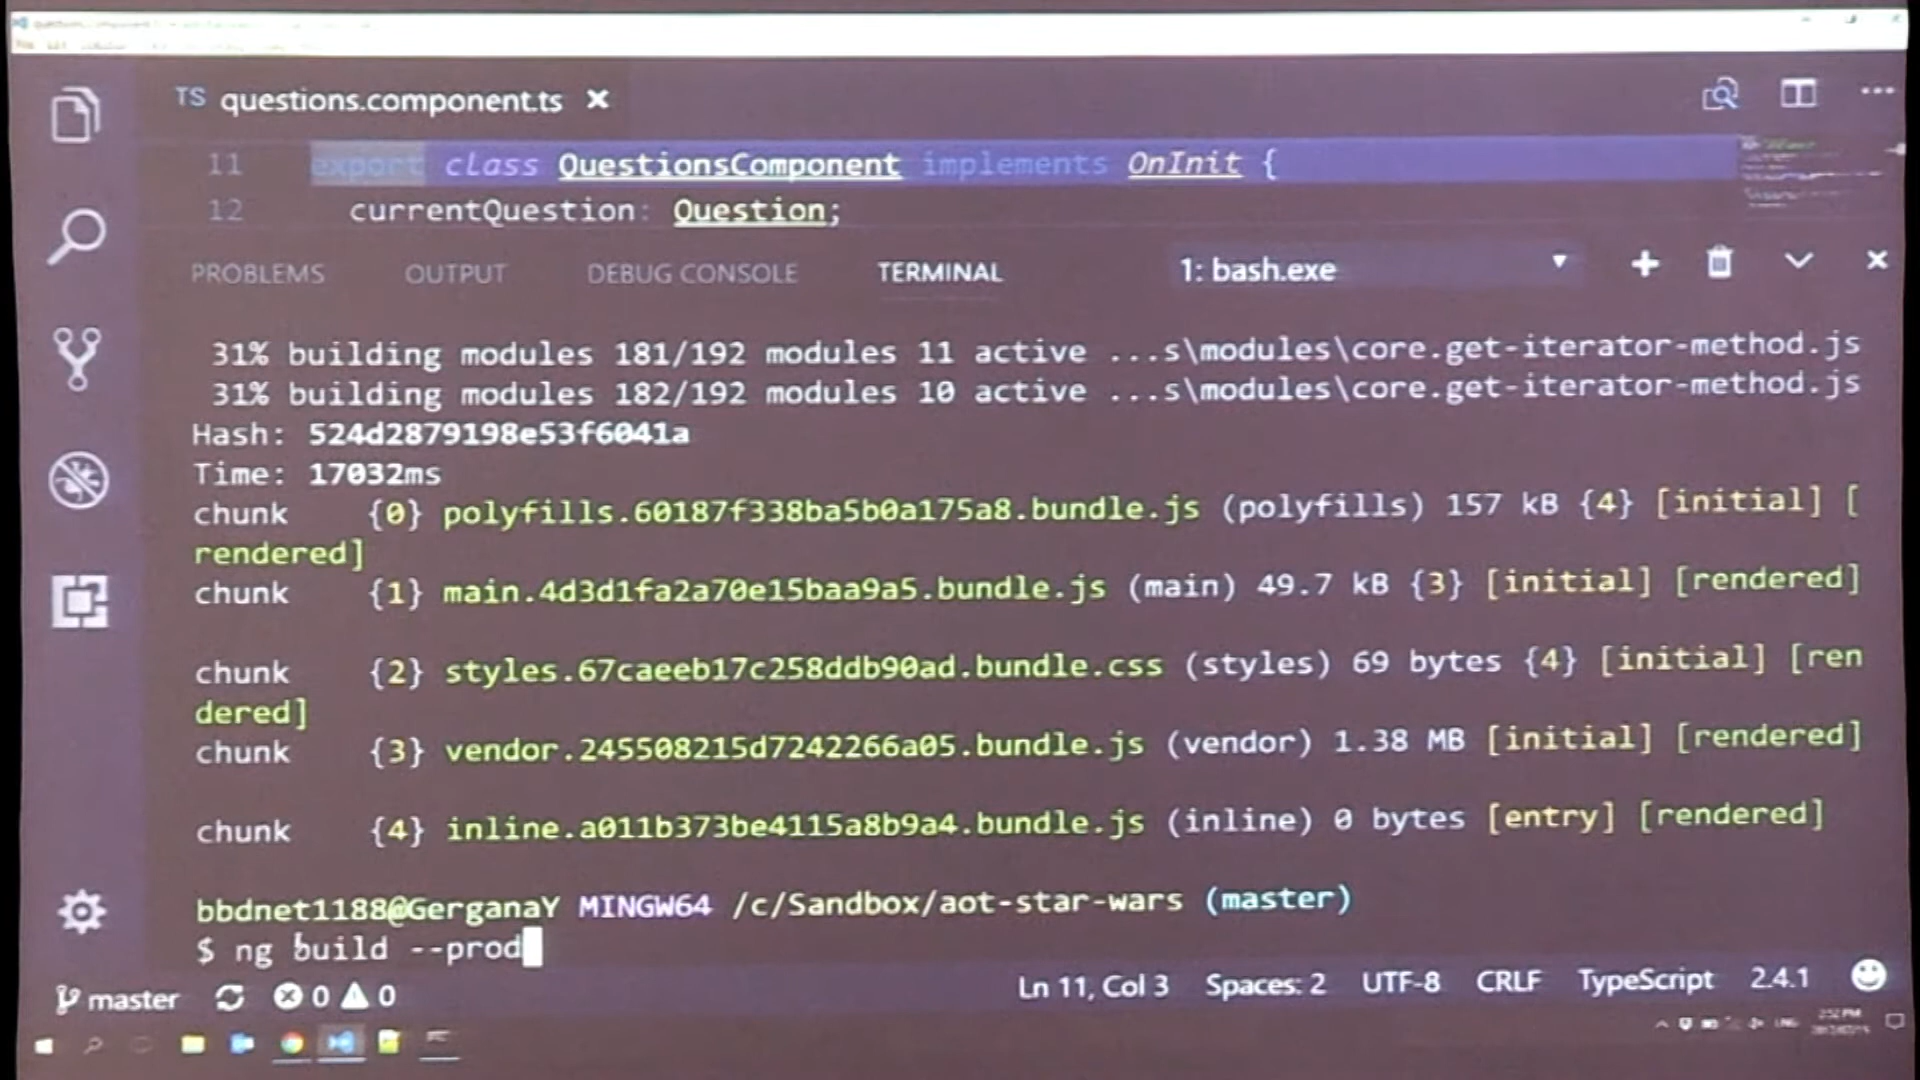 TS questions.component.ts
11 export class QuestionsComponent implements OnInit {
12 currentQuestion: Question;
PROBLEMS OUTPUT DEBUG CONSOLE TERMINAL 1: bash.exe
31% building modules 181/192 modules 11 active ...s\modules\core.get-iterator-method.js
31% building modules 182/192 modules 10 active ...s\modules\core.get-iterator-method.js
Hash: 524d2879198e53f6041a
Time: 17032ms
chunk {0} polyfills.60187f338ba5b0a175a8.bundle.js (polyfills) 157 kB {4} [initial] [
rendered]
chunk {1} main.4d3d1fa2a70e15baa9a5.bundle.js (main) 49.7 kB {3} [initial] [rendered]
chunk {2} styles.67caeeb17c258ddb90ad.bundle.css (styles) 69 bytes {4} [initial] [ren
dered]
chunk {3} vendor.245508215d7242266a05.bundle.js (vendor) 1.38 MB [initial] [rendered]
chunk {4} inline.a011b373be4115a8b9a4.bundle.js (inline) 0 bytes [entry] [rendered]
bbdnet1188@GerganaY MINGW64 /c/Sandbox/aot-star-wars (master)
$ ng build --prod
master 0 0 Ln 11, Col 3 Spaces: 2 UTF-8 CRLF TypeScript 2.4.1
2:52 PM